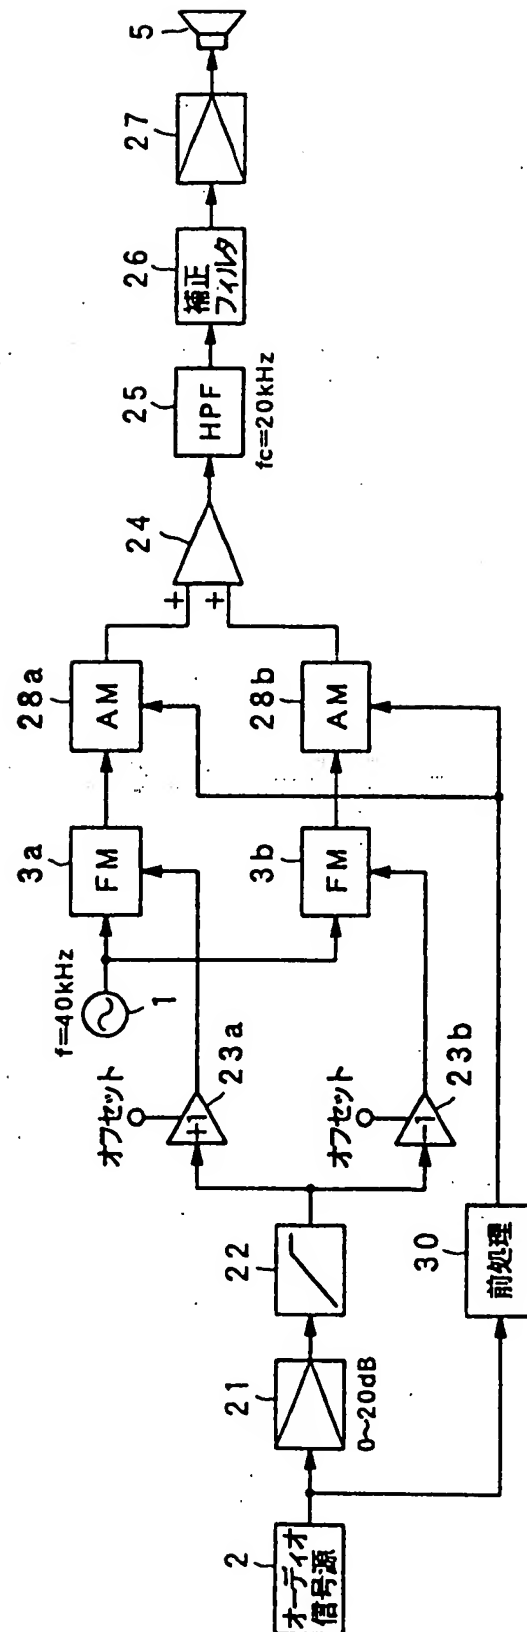 2
オーディオ
信号源
21
0~20dB
22
オフセット
+1
23a
オフセット
-1
23b
30
前処理
f=40kHz
1
3a
FM
3b
FM
28a
AM
28b
AM
+
+
24
25
HPF
fc=20kHz
26
補正
フィルタ
27
5